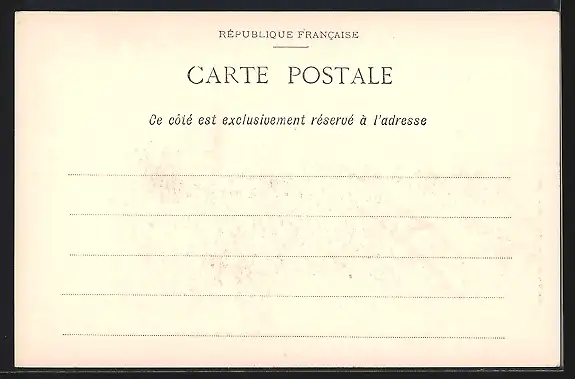 RÉPUBLIQUE FRANÇAISE
CARTE POSTALE
Ce côté est exclusivement réservé à l'adresse